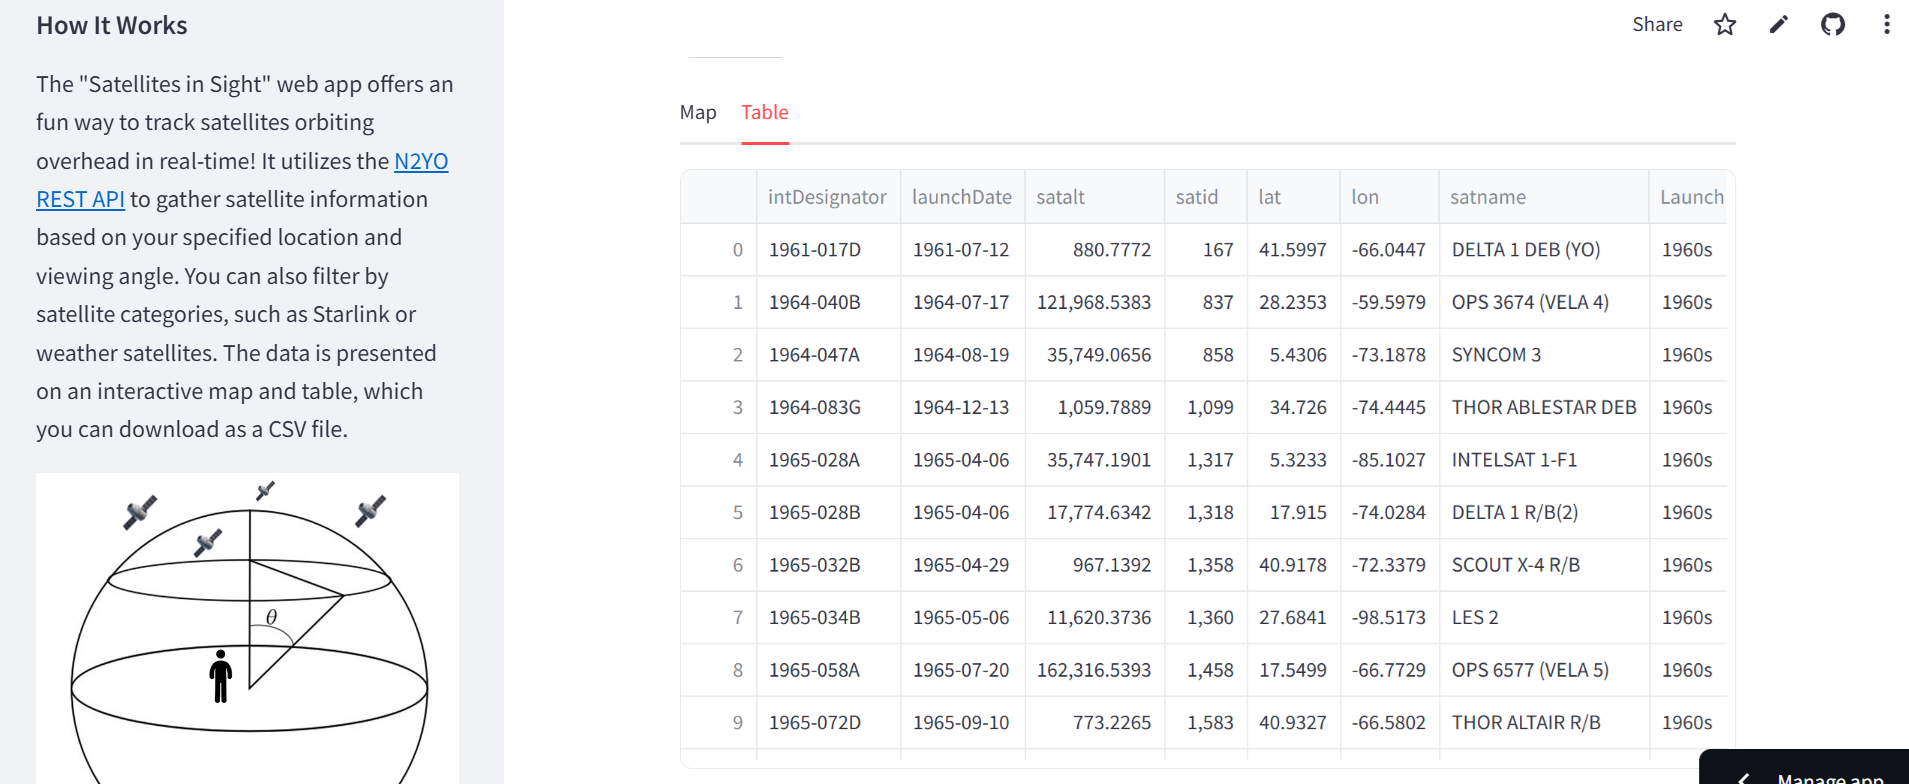 How It Works
The "Satellites in Sight" web app offers an
fun way to track satellites orbiting
overhead in real-time! It utilizes the N2YO
REST API to gather satellite information
based on your specified location and
viewing angle. You can also filter by
satellite categories, such as Starlink or
weather satellites. The data is presented
on an interactive map and table, which
you can download as a CSV file.
θ
Share
Map Table
intDesignator launchDate satalt satid lat lon satname Launch
0 1961-017D 1961-07-12 880.7772 167 41.5997 -66.0447 DELTA 1 DEB (YO) 1960s
1 1964-040B 1964-07-17 121,968.5383 837 28.2353 -59.5979 OPS 3674 (VELA 4) 1960s
2 1964-047A 1964-08-19 35,749.0656 858 5.4306 -73.1878 SYNCOM 3 1960s
3 1964-083G 1964-12-13 1,059.7889 1,099 34.726 -74.4445 THOR ABLESTAR DEB 1960s
4 1965-028A 1965-04-06 35,747.1901 1,317 5.3233 -85.1027 INTELSAT 1-F1 1960s
5 1965-028B 1965-04-06 17,774.6342 1,318 17.915 -74.0284 DELTA 1 R/B(2) 1960s
6 1965-032B 1965-04-29 967.1392 1,358 40.9178 -72.3379 SCOUT X-4 R/B 1960s
7 1965-034B 1965-05-06 11,620.3736 1,360 27.6841 -98.5173 LES 2 1960s
8 1965-058A 1965-07-20 162,316.5393 1,458 17.5499 -66.7729 OPS 6577 (VELA 5) 1960s
9 1965-072D 1965-09-10 773.2265 1,583 40.9327 -66.5802 THOR ALTAIR R/B 1960s
Manage app